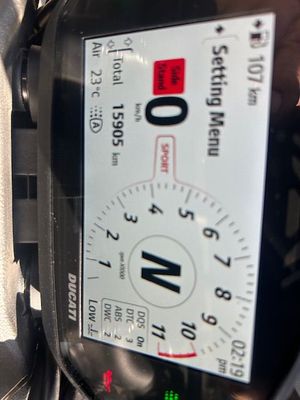 Setting Menu
107 km
Side
Stand
0
km/h
Total
15905 km
Air 23 °C
(A)
SPORT
1
2
3
4
5
6
7
8
9
10
11
N
rpm X1000
DQS On
DTC 3
ABS 2
DWC 2
Low
02:19 pm
DUCATI